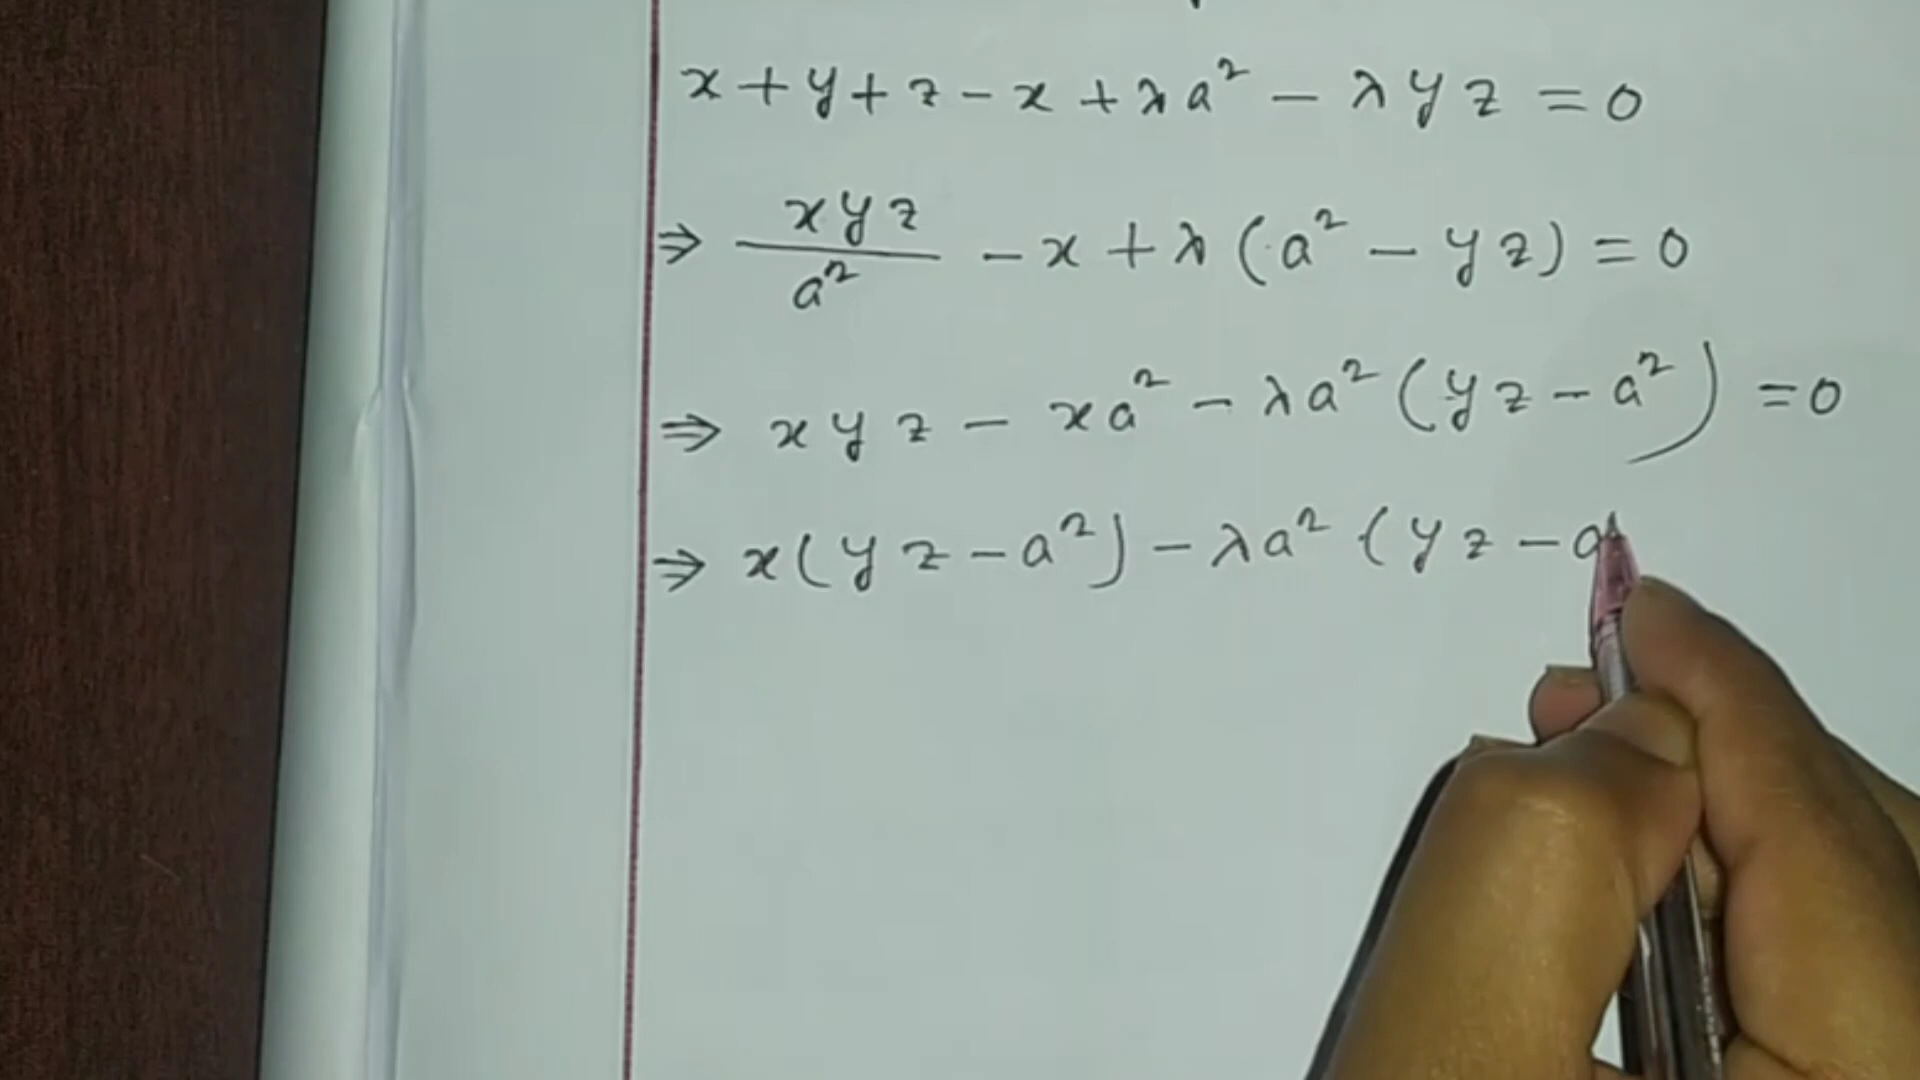 x + y + z - x + λa² - λyz = 0
⇒ xyz/a² - x + λ(a² - yz) = 0
⇒ xyz - xa² - λa²(yz - a²) = 0
⇒ x(yz - a²) - λa²(yz - a